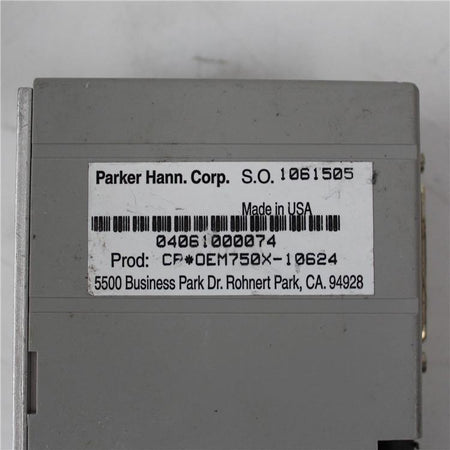 Parker Hann. Corp. S.O. 1061505
Made in USA
04061000074
Prod: CP*OEM750X-10624
5500 Business Park Dr. Rohnert Park, CA. 94928